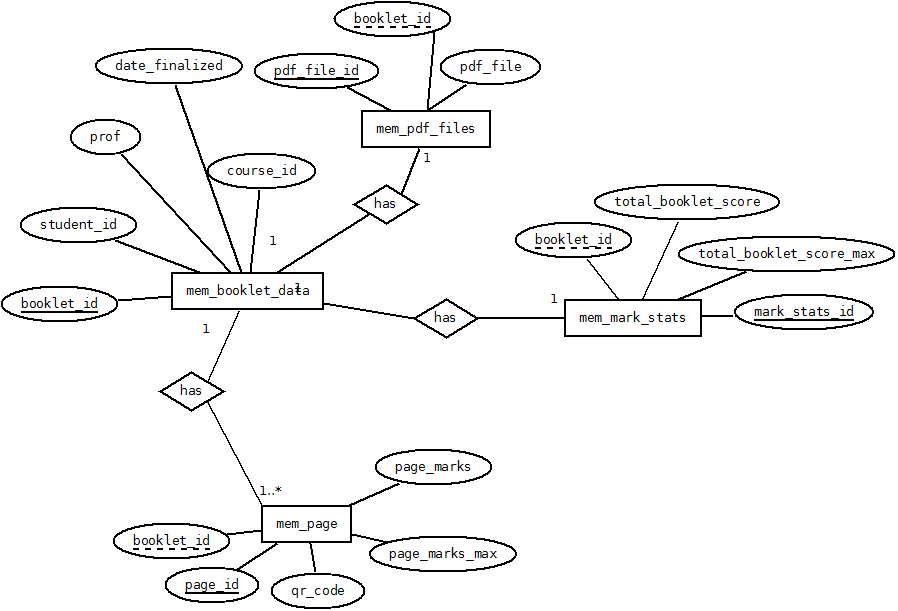 booklet_id
date_finalized
pdf_file_id
pdf_file
prof
mem_pdf_files
1
course_id
has
total_booklet_score
student_id
1
booklet_id
total_booklet_score_max
mem_booklet_data
1
booklet_id
1
has
mem_mark_stats
mark_stats_id
1
has
page_marks
1..*
mem_page
booklet_id
page_marks_max
page_id
qr_code